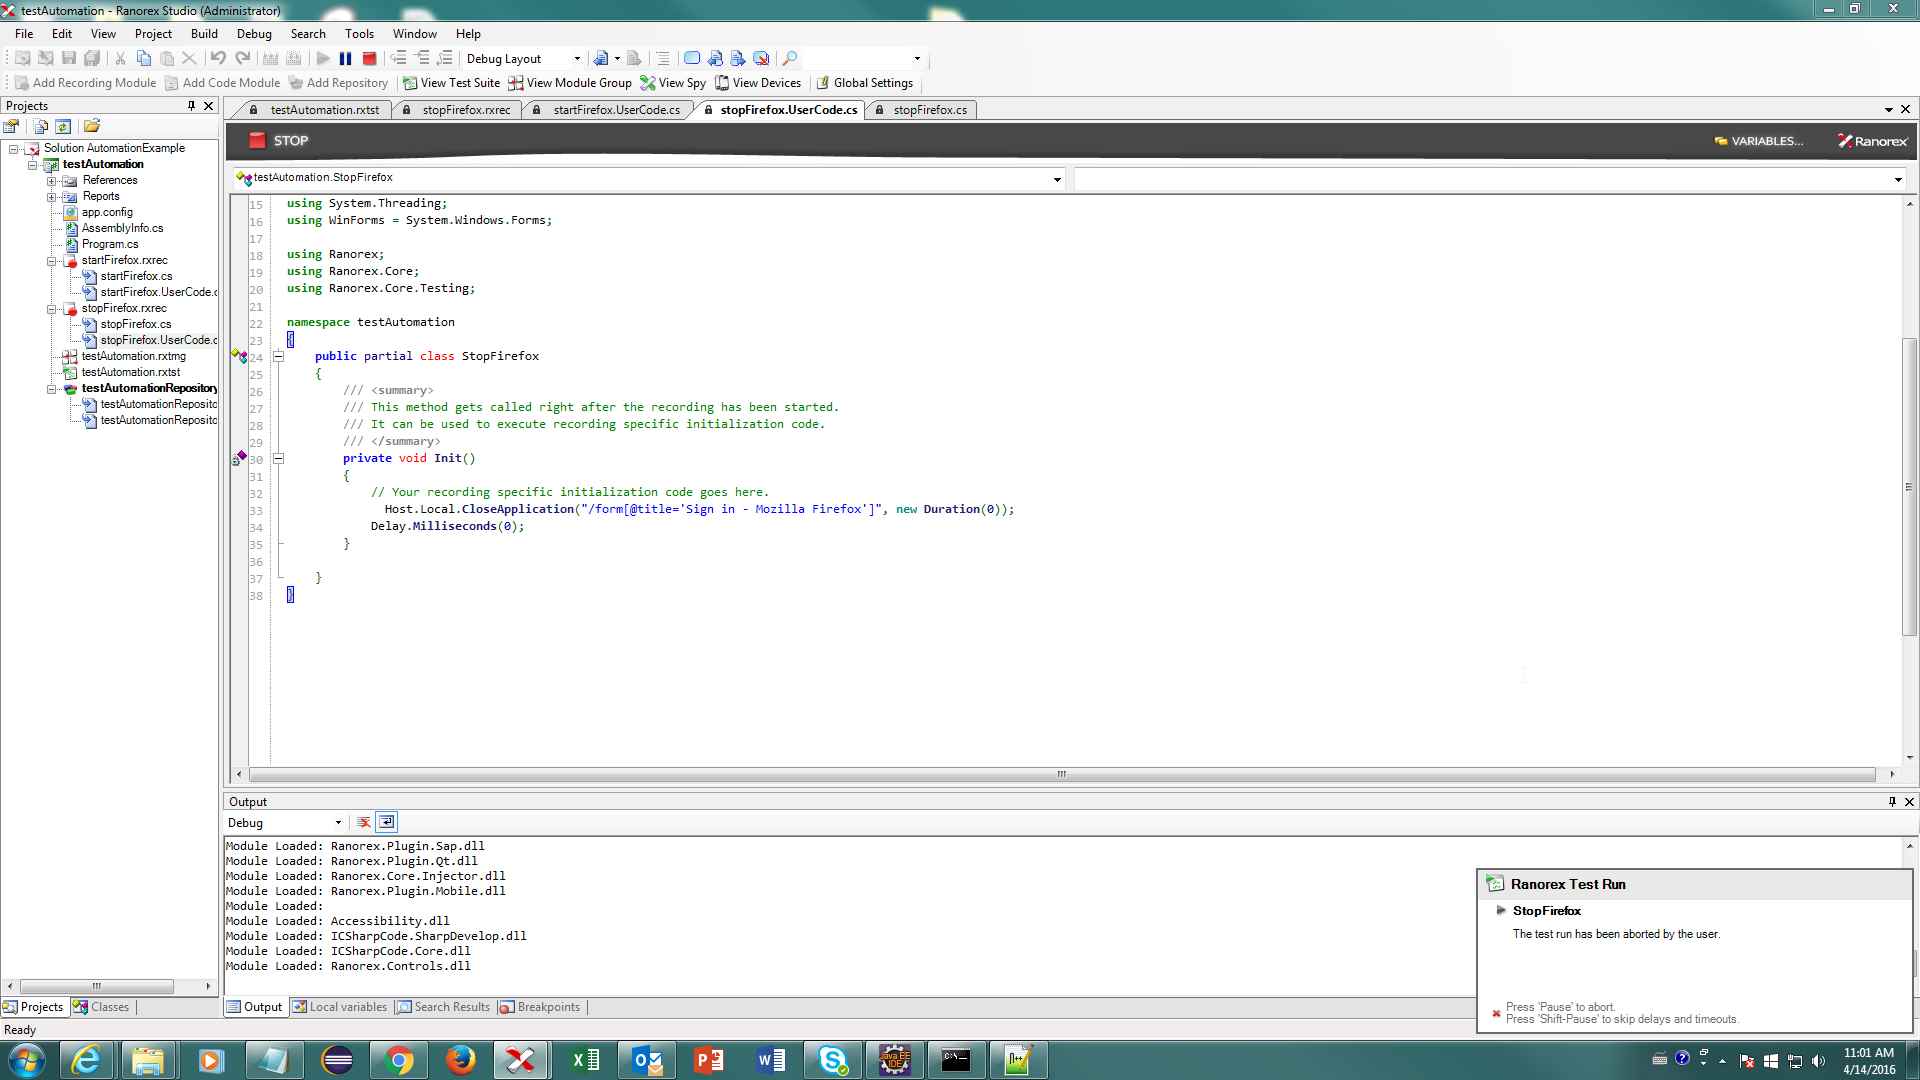 testAutomation - Ranorex Studio (Administrator)
File Edit View Project Build Debug Search Tools Window Help
Debug Layout
Add Recording Module Add Code Module Add Repository View Test Suite View Module Group View Spy View Devices Global Settings
Projects
testAutomation.rxtst stopFirefox.rxrec startFirefox.UserCode.cs stopFirefox.UserCode.cs stopFirefox.cs
STOP VARIABLES... Ranorex
testAutomation.StopFirefox
Solution AutomationExample
testAutomation
References
Reports
app.config
AssemblyInfo.cs
Program.cs
startFirefox.rxrec
startFirefox.cs
startFirefox.UserCode.c
stopFirefox.rxrec
stopFirefox.cs
stopFirefox.UserCode.c
testAutomation.rxtmg
testAutomation.rxtst
testAutomationRepository
testAutomationReposito
testAutomationReposito
Projects Classes
15 using System.Threading;
16 using WinForms = System.Windows.Forms;
17
18 using Ranorex;
19 using Ranorex.Core;
20 using Ranorex.Core.Testing;
21
22 namespace testAutomation
23 {
24 public partial class StopFirefox
25 {
26 /// <summary>
27 /// This method gets called right after the recording has been started.
28 /// It can be used to execute recording specific initialization code.
29 /// </summary>
30 private void Init()
31 {
32 // Your recording specific initialization code goes here.
33 Host.Local.CloseApplication("/form[@title='Sign in - Mozilla Firefox']", new Duration(0));
34 Delay.Milliseconds(0);
35 }
36
37 }
38 }
Output
Debug
Module Loaded: Ranorex.Plugin.Sap.dll
Module Loaded: Ranorex.Plugin.Qt.dll
Module Loaded: Ranorex.Core.Injector.dll
Module Loaded: Ranorex.Plugin.Mobile.dll
Module Loaded:
Module Loaded: Accessibility.dll
Module Loaded: ICSharpCode.SharpDevelop.dll
Module Loaded: ICSharpCode.Core.dll
Module Loaded: Ranorex.Controls.dll
Output Local variables Search Results Breakpoints
Ranorex Test Run
StopFirefox
The test run has been aborted by the user.
Press 'Pause' to abort.
Press 'Shift-Pause' to skip delays and timeouts.
Ready
Java EE
IDE
11:01 AM
4/14/2016